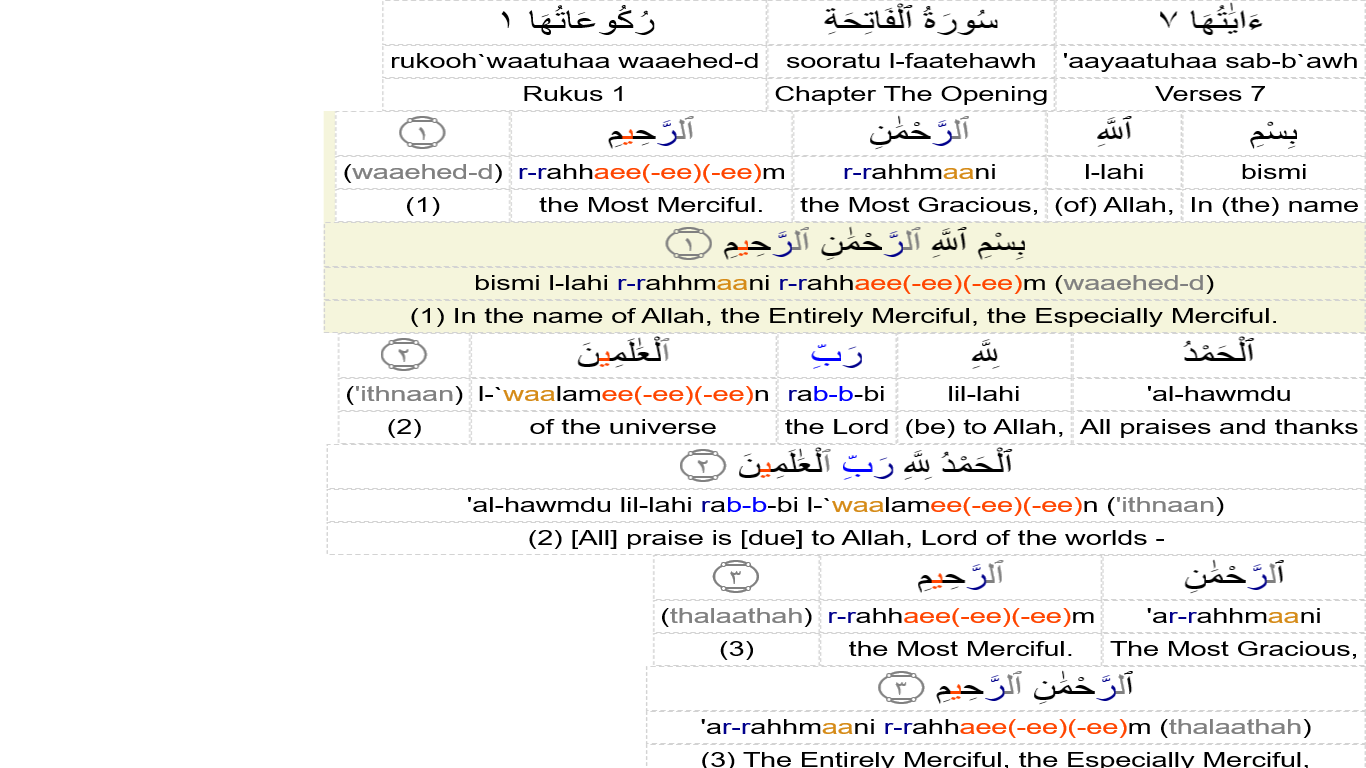 ءَايَٰتُهَا ٧ سُورَةُ ٱلْفَاتِحَةِ رُكُوعَاتُهَا ١
'aayaatuhaa sab-b`awh sooratu l-faatehawh rukooh`waatuhaa waaehed-d
Verses 7 Chapter The Opening Rukus 1
بِسْمِ ٱللَّهِ ٱلرَّحْمَٰنِ ٱلرَّحِيمِ ١
bismi l-lahi r-rahhmaani r-rahhaee(-ee)(-ee)m (waaehed-d)
In (the) name (of) Allah, the Most Gracious, the Most Merciful. (1)
بِسْمِ ٱللَّهِ ٱلرَّحْمَٰنِ ٱلرَّحِيمِ ١
bismi l-lahi r-rahhmaani r-rahhaee(-ee)(-ee)m (waaehed-d)
(1) In the name of Allah, the Entirely Merciful, the Especially Merciful.
ٱلْحَمْدُ لِلَّهِ رَبِّ ٱلْعَٰلَمِينَ ٢
'al-hawmdu lil-lahi rab-b-bi l-`waalamee(-ee)(-ee)n ('ithnaan)
All praises and thanks (be) to Allah, the Lord of the universe (2)
ٱلْحَمْدُ لِلَّهِ رَبِّ ٱلْعَٰلَمِينَ ٢
'al-hawmdu lil-lahi rab-b-bi l-`waalamee(-ee)(-ee)n ('ithnaan)
(2) [All] praise is [due] to Allah, Lord of the worlds -
ٱلرَّحْمَٰنِ ٱلرَّحِيمِ ٣
'ar-rahhmaani r-rahhaee(-ee)(-ee)m (thalaathah)
The Most Gracious, the Most Merciful. (3)
ٱلرَّحْمَٰنِ ٱلرَّحِيمِ ٣
'ar-rahhmaani r-rahhaee(-ee)(-ee)m (thalaathah)
(3) The Entirely Merciful, the Especially Merciful,